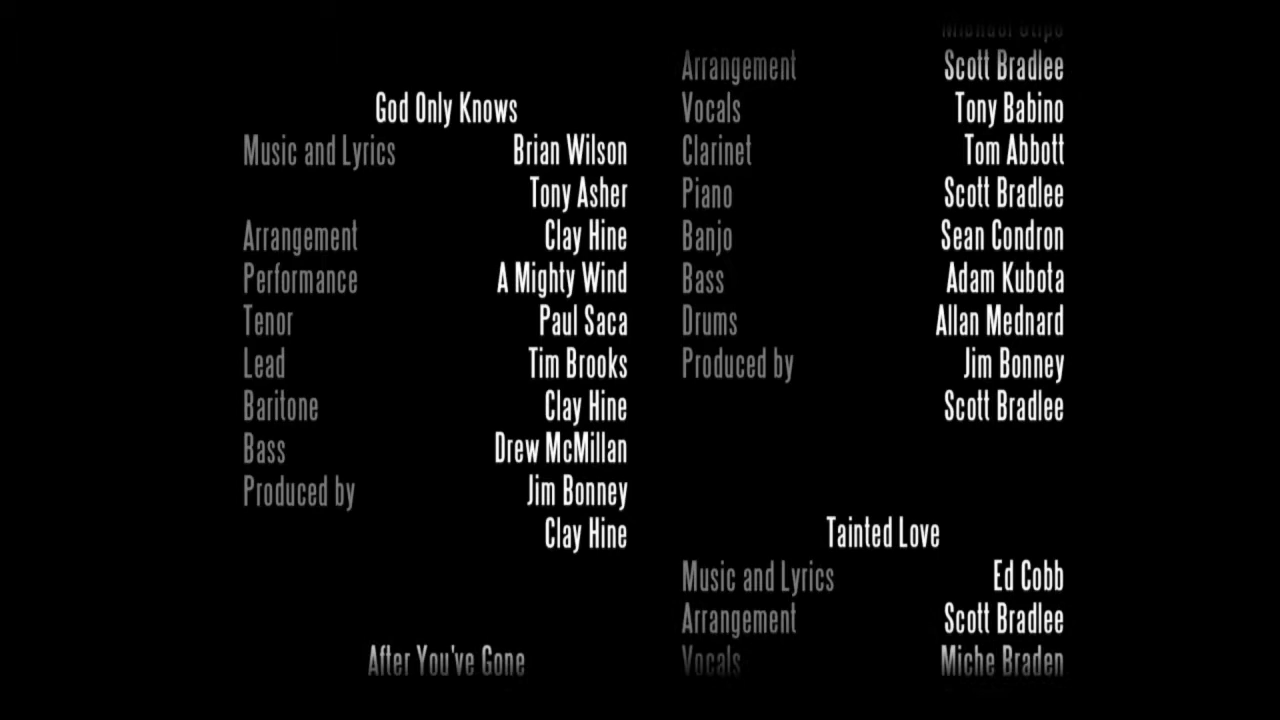 God Only Knows
Music and Lyrics Brian Wilson
Tony Asher
Arrangement Clay Hine
Performance A Mighty Wind
Tenor Paul Saca
Lead Tim Brooks
Baritone Clay Hine
Bass Drew McMillan
Produced by Jim Bonney
Clay Hine
After You've Gone
Michael Stipe
Arrangement Scott Bradlee
Vocals Tony Babino
Clarinet Tom Abbott
Piano Scott Bradlee
Banjo Sean Condron
Bass Adam Kubota
Drums Allan Mednard
Produced by Jim Bonney
Scott Bradlee
Tainted Love
Music and Lyrics Ed Cobb
Arrangement Scott Bradlee
Vocals Miche Braden